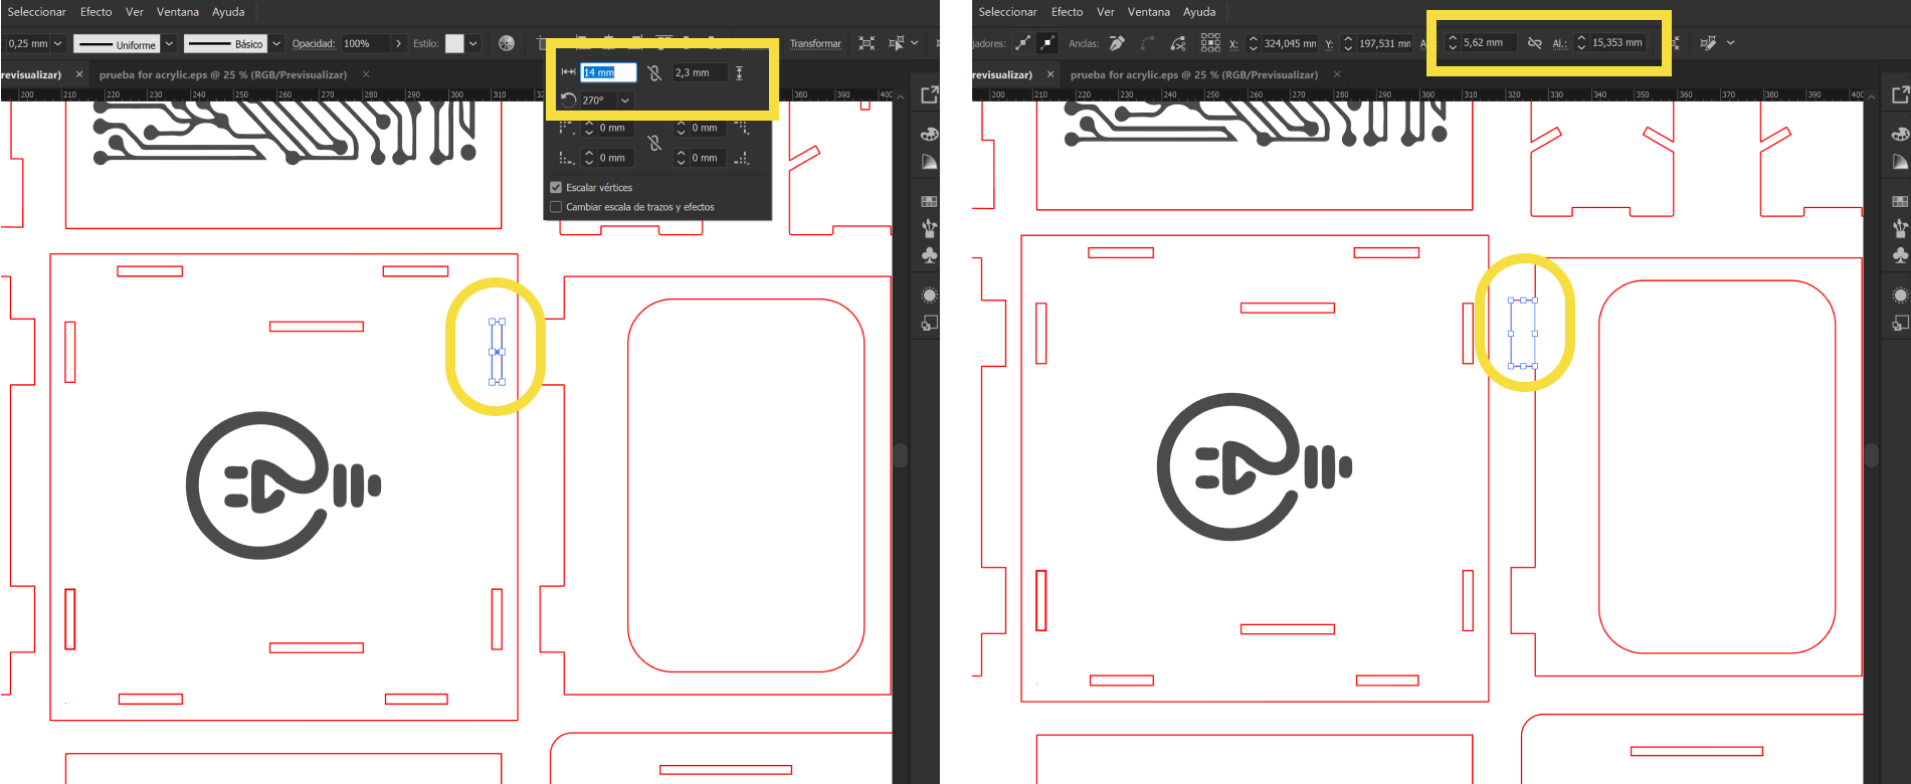 Seleccionar Efecto Ver Ventana Ayuda
0,25 mm Uniforme Básico Opacidad: 100% Estilo: Transformar
revisualizar) × prueba for acrylic.eps @ 25 % (RGB/Previsualizar) ×
14 mm 2,3 mm
270°
0 mm 0 mm
0 mm 0 mm
Escalar vértices
Cambiar escala de trazos y efectos
200 210 220 230 240 250 260 270 280 290 300 380 390 400
Seleccionar Efecto Ver Ventana Ayuda
jadores: Anclas: X: 324,045 mm Y: 197,531 mm 5,62 mm Al.: 15,353 mm
revisualizar) × prueba for acrylic.eps @ 25 % (RGB/Previsualizar) ×
200 210 220 230 240 250 260 270 280 290 300 310 320 330 340 350 360 370 380 390 400